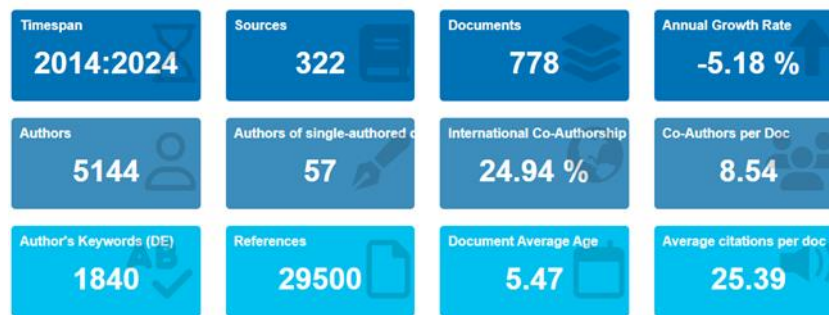 Timespan
2014:2024
Sources
322
Documents
778
Annual Growth Rate
-5.18 %
Authors
5144
Authors of single-authored
57
International Co-Authorship
24.94 %
Co-Authors per Doc
8.54
Author's Keywords (DE)
1840
References
29500
Document Average Age
5.47
Average citations per doc
25.39